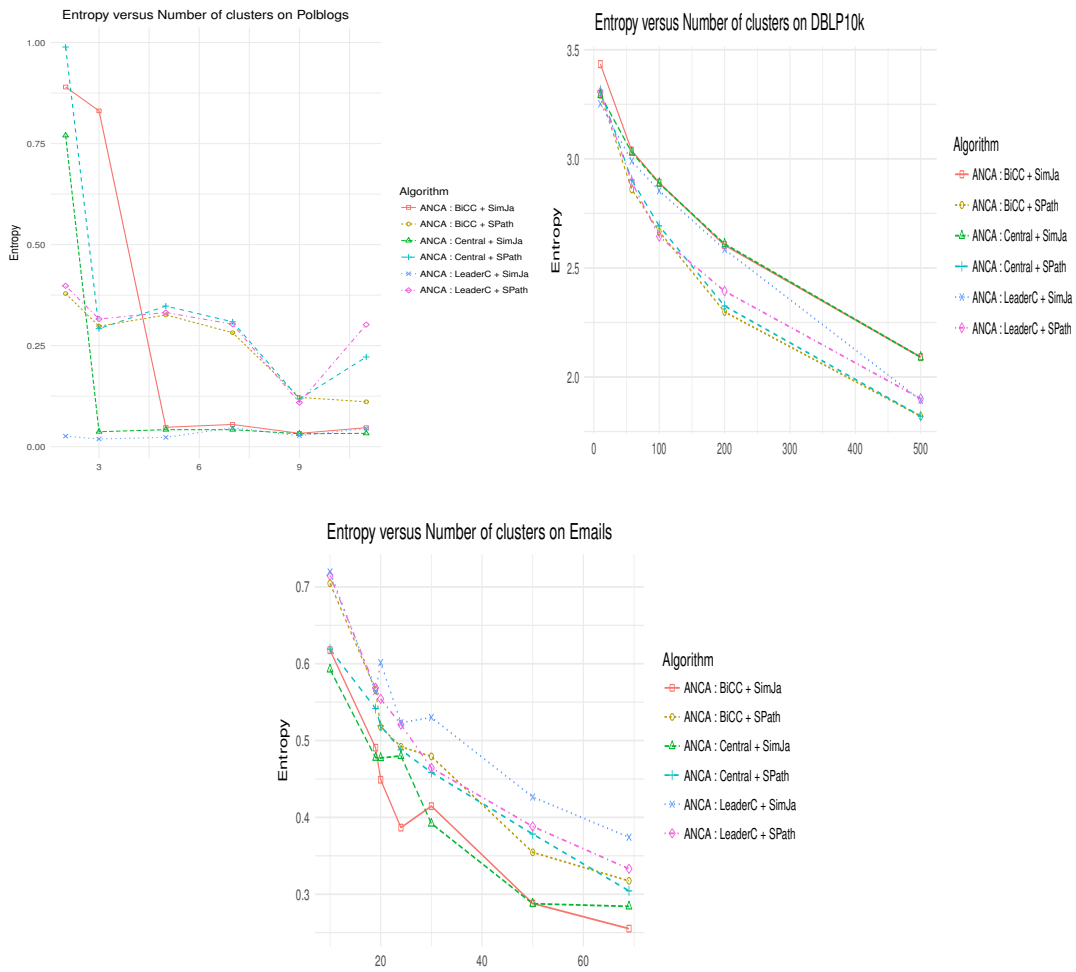 Entropy versus Number of clusters on Polblogs
1.00
0.75
0.50
0.25
0.00
Entropy
3
6
9
Algorithm
ANCA : BiCC + SimJa
ANCA : BiCC + SPath
ANCA : Central + SimJa
ANCA : Central + SPath
ANCA : LeaderC + SimJa
ANCA : LeaderC + SPath
Entropy versus Number of clusters on DBLP10k
3.5
3.0
2.5
2.0
Entropy
0
100
200
300
400
500
Algorithm
ANCA : BiCC + SimJa
ANCA : BiCC + SPath
ANCA : Central + SimJa
ANCA : Central + SPath
ANCA : LeaderC + SimJa
ANCA : LeaderC + SPath
Entropy versus Number of clusters on Emails
0.7
0.6
0.5
0.4
0.3
Entropy
20
40
60
Algorithm
ANCA : BiCC + SimJa
ANCA : BiCC + SPath
ANCA : Central + SimJa
ANCA : Central + SPath
ANCA : LeaderC + SimJa
ANCA : LeaderC + SPath